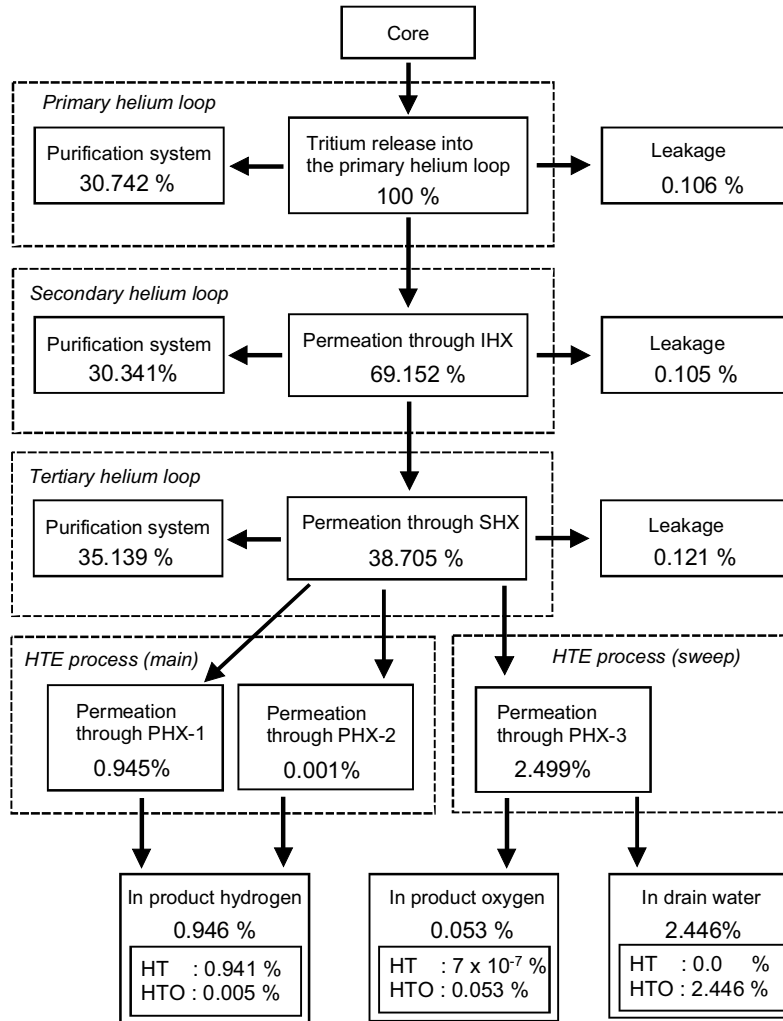 Core
Primary helium loop
Purification system
30.742 %
Tritium release into
the primary helium loop
100 %
Leakage
0.106 %
Secondary helium loop
Purification system
30.341%
Permeation through IHX
69.152 %
Leakage
0.105 %
Tertiary helium loop
Purification system
35.139 %
Permeation through SHX
38.705 %
Leakage
0.121 %
HTE process (main)
Permeation
through PHX-1
0.945%
Permeation
through PHX-2
0.001%
HTE process (sweep)
Permeation
through PHX-3
2.499%
In product hydrogen
0.946 %
HT : 0.941 %
HTO : 0.005 %
In product oxygen
0.053 %
HT : 7 x 10⁻⁷ %
HTO : 0.053 %
In drain water
2.446%
HT : 0.0 %
HTO : 2.446 %